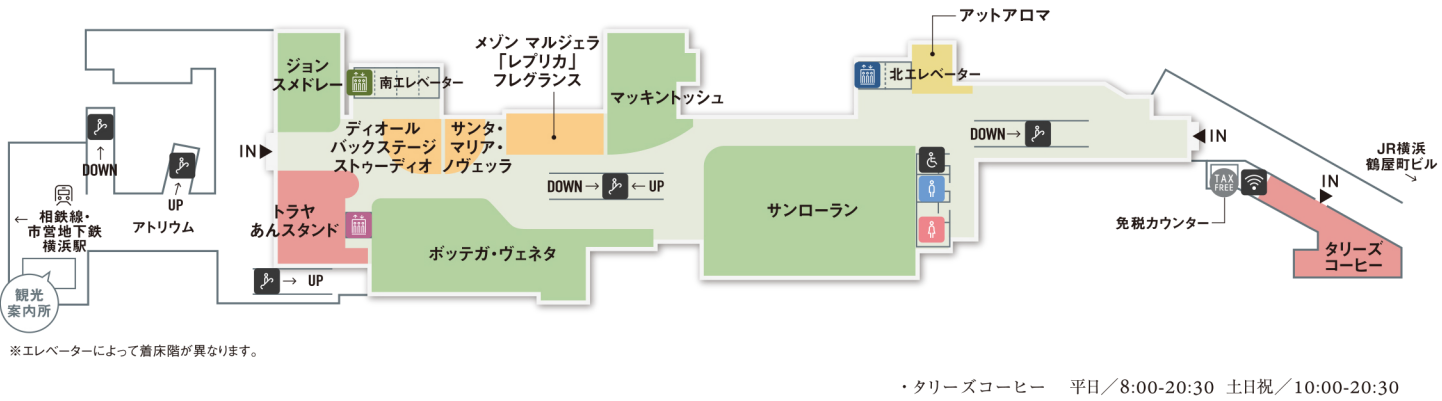 アットアロマ
メゾン マルジェラ
「レプリカ」
フレグランス
ジョン
スメドレー
南エレベーター
マッキントッシュ
北エレベーター
ディオール
バックステージ
ストゥーディオ
サンタ・
マリア・
ノヴェッラ
DOWN→
IN
IN
DOWN
↑
↑
UP
DOWN→
←UP
JR横浜
鶴屋町ビル
→
TAX
FREE
IN
←
相鉄線・
市営地下鉄
横浜駅
アトリウム
トラヤ
あんスタンド
サンローラン
免税カウンター
ボッテガ・ヴェネタ
タリーズ
コーヒー
→ UP
観光
案内所
※エレベーターによって着床階が異なります。
・タリーズコーヒー 平日／8:00-20:30 土日祝／10:00-20:30